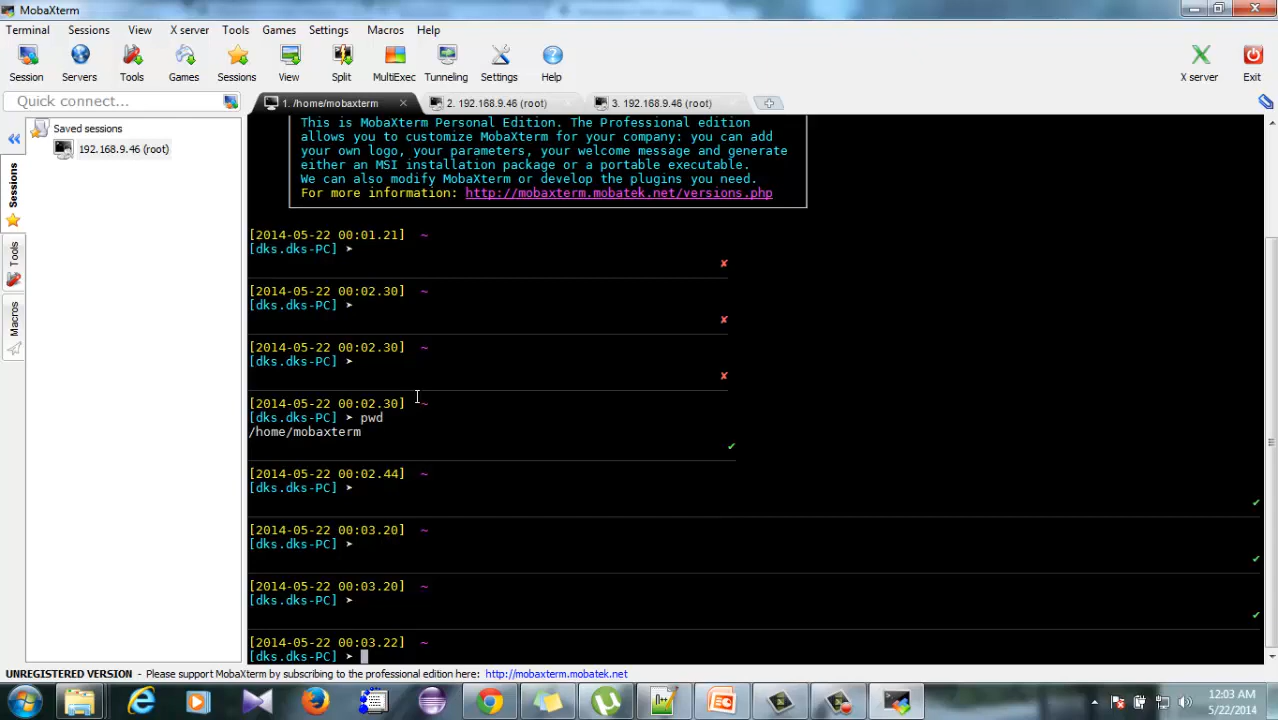 MobaXterm
Terminal Sessions View X server Tools Games Settings Macros Help
Session Servers Tools Games Sessions View Split MultiExec Tunneling Settings Help X server Exit
Quick connect...
1. /home/mobaxterm
2. 192.168.9.46 (root)
3. 192.168.9.46 (root)
Saved sessions
192.168.9.46 (root)
Sessions
Tools
Macros
This is MobaXterm Personal Edition. The Professional edition
allows you to customize MobaXterm for your company: you can add
your own logo, your parameters, your welcome message and generate
either an MSI installation package or a portable executable.
We can also modify MobaXterm or develop the plugins you need.
For more information: http://mobaxterm.mobatek.net/versions.php
[2014-05-22 00:01.21] ~
[dks.dks-PC] ➤
✘
[2014-05-22 00:02.30] ~
[dks.dks-PC] ➤
✘
[2014-05-22 00:02.30] ~
[dks.dks-PC] ➤
✘
[2014-05-22 00:02.30] ~
[dks.dks-PC] ➤ pwd
/home/mobaxterm
✔
[2014-05-22 00:02.44] ~
[dks.dks-PC] ➤
✔
[2014-05-22 00:03.20] ~
[dks.dks-PC] ➤
✔
[2014-05-22 00:03.20] ~
[dks.dks-PC] ➤
✔
[2014-05-22 00:03.22] ~
[dks.dks-PC] ➤
UNREGISTERED VERSION - Please support MobaXterm by subscribing to the professional edition here: http://mobaxterm.mobatek.net
12:03 AM
5/22/2014